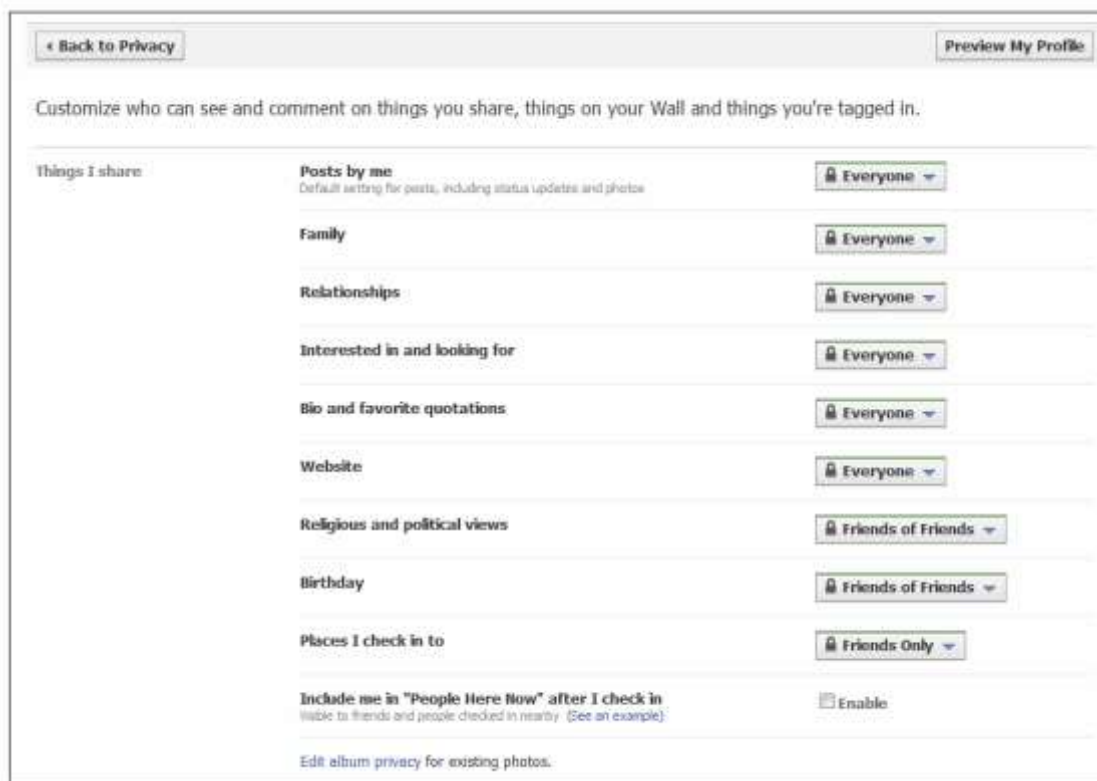 ‹ Back to Privacy
Preview My Profile
Customize who can see and comment on things you share, things on your Wall and things you're tagged in.
Things I share
Posts by me
Everyone
Default setting for posts, including status updates and photos
Family
Everyone
Relationships
Everyone
Interested in and looking for
Everyone
Bio and favorite quotations
Everyone
Website
Everyone
Religious and political views
Friends of Friends
Birthday
Friends of Friends
Places I check in to
Friends Only
Include me in "People Here Now" after I check in
Enable
Visible to friends and people checked in nearby (See an example)
Edit album privacy for existing photos.